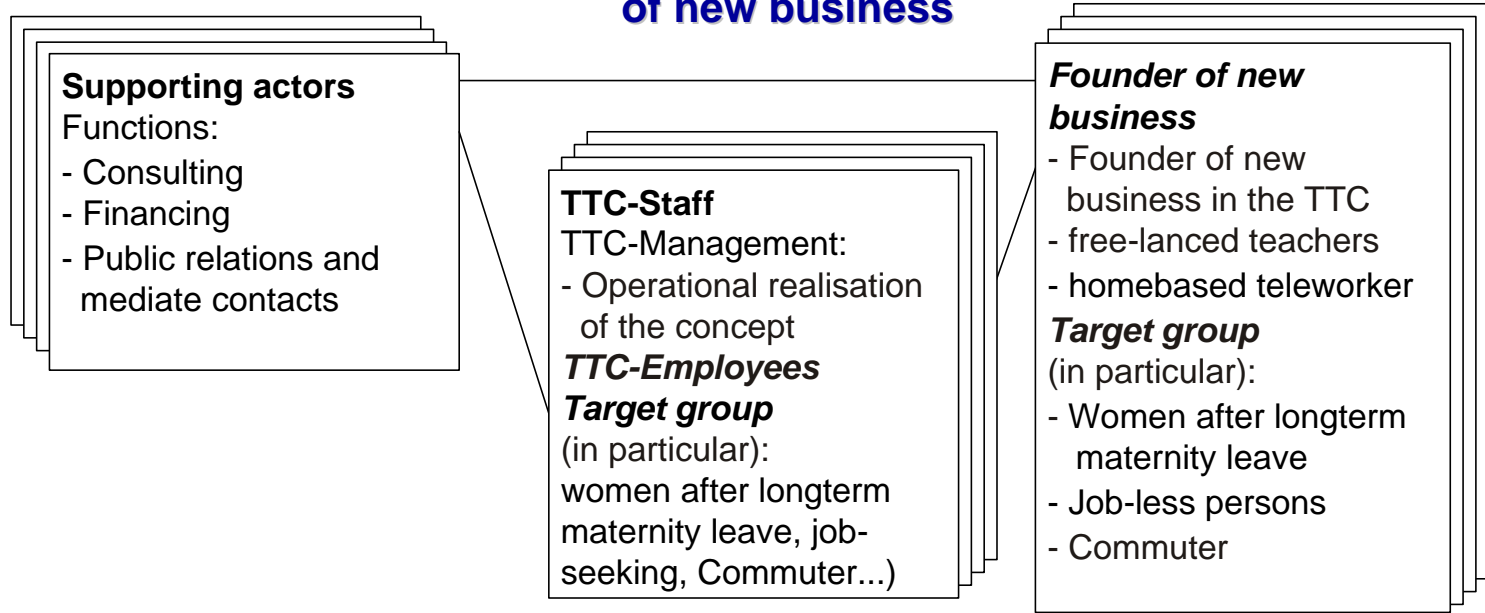 of new business
Supporting actors
Functions:
- Consulting
- Financing
- Public relations and
mediate contacts
TTC-Staff
TTC-Management:
- Operational realisation
of the concept
TTC-Employees
Target group
(in particular):
women after longterm
maternity leave, job-
seeking, Commuter...)
Founder of new
business
- Founder of new
business in the TTC
- free-lanced teachers
- homebased teleworker
Target group
(in particular):
- Women after longterm
maternity leave
- Job-less persons
- Commuter